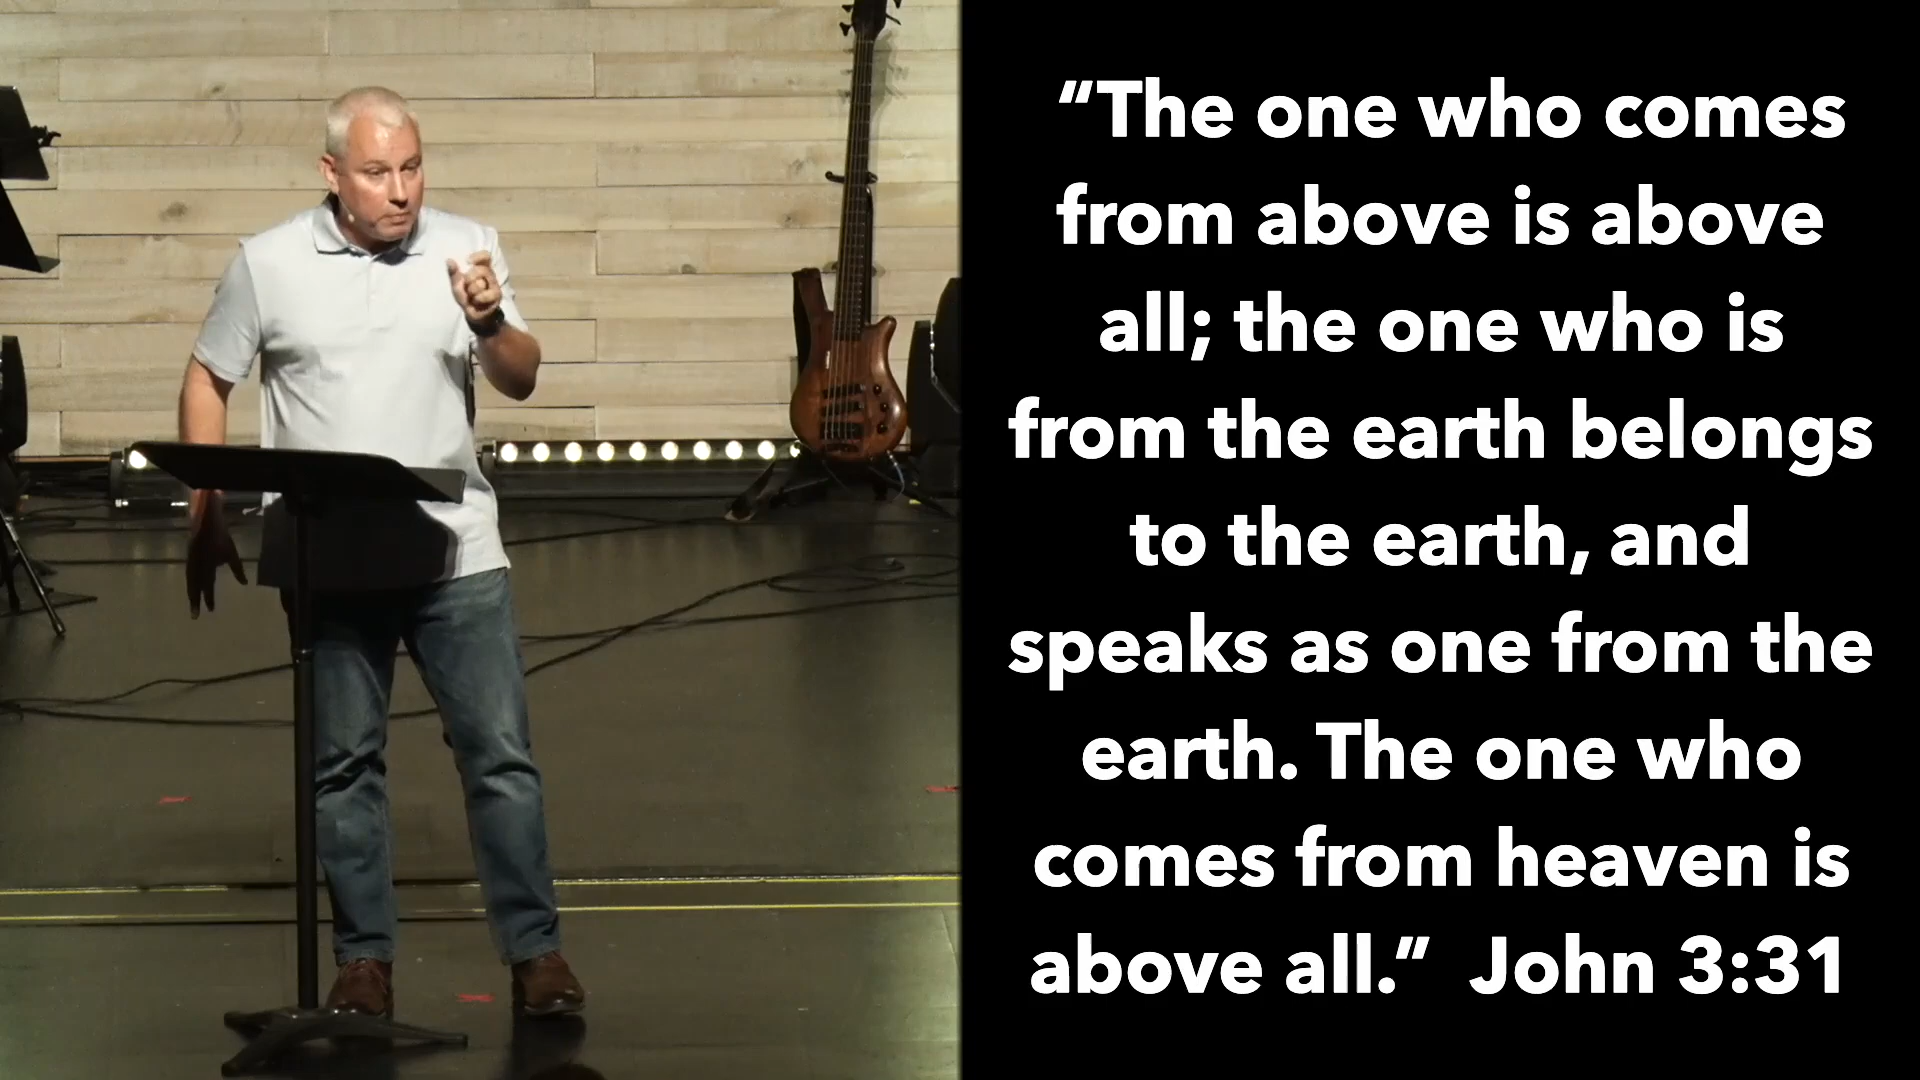 “The one who comes
from above is above
all; the one who is
from the earth belongs
to the earth, and
speaks as one from the
earth. The one who
comes from heaven is
above all.” John 3:31